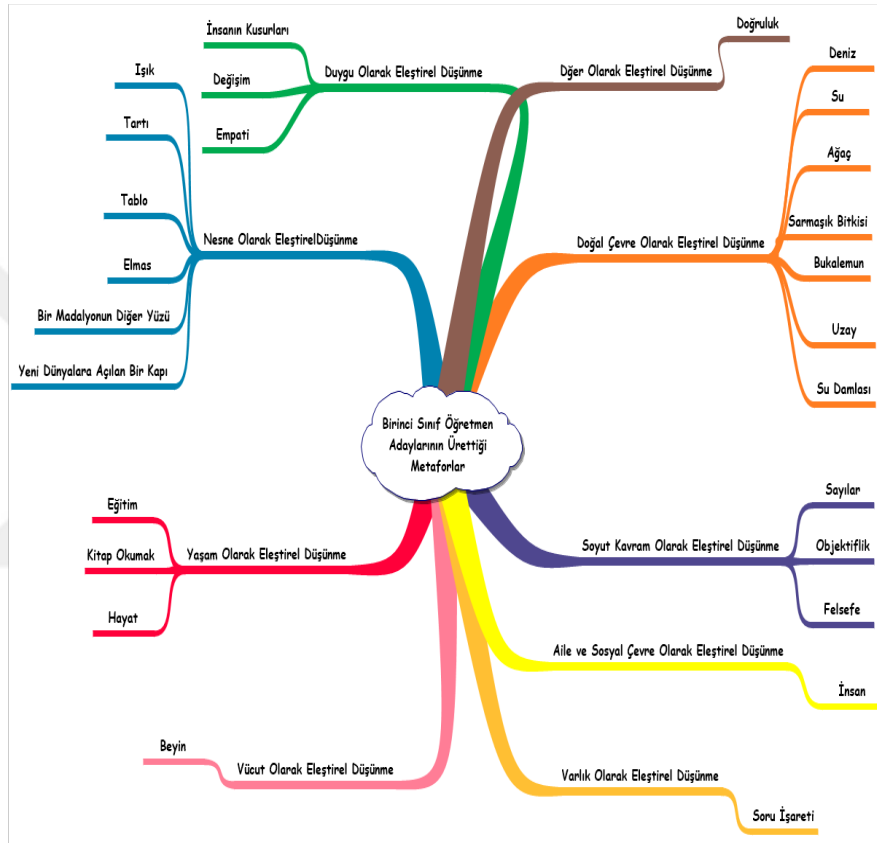 Birinci Sınıf Öğretmen
Adaylarının Ürettiği
Metaforlar
Duygu Olarak Eleştirel Düşünme
İnsanın Kusurları
Değişim
Empati
Nesne Olarak EleştirelDüşünme
Işık
Tartı
Tablo
Elmas
Bir Madalyonun Diğer Yüzü
Yeni Dünyalara Açılan Bir Kapı
Yaşam Olarak Eleştirel Düşünme
Eğitim
Kitap Okumak
Hayat
Vücut Olarak Eleştirel Düşünme
Beyin
Dğer Olarak Eleştirel Düşünme
Doğruluk
Doğal Çevre Olarak Eleştirel Düşünme
Deniz
Su
Ağaç
Sarmaşık Bitkisi
Bukalemun
Uzay
Su Damlası
Soyut Kavram Olarak Eleştirel Düşünme
Sayılar
Objektiflik
Felsefe
Aile ve Sosyal Çevre Olarak Eleştirel Düşünme
İnsan
Varlık Olarak Eleştirel Düşünme
Soru İşareti